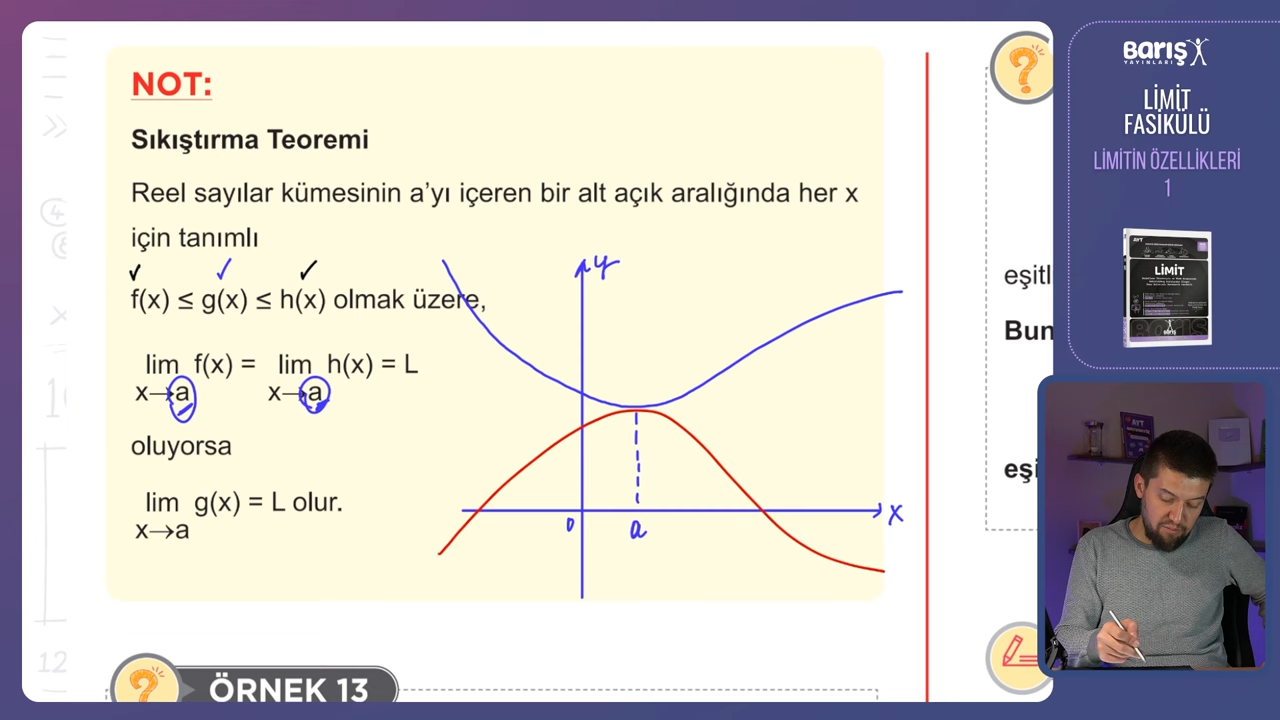 NOT:
Sıkıştırma Teoremi
Reel sayılar kümesinin a’yı içeren bir alt açık aralığında her x
için tanımlı
f(x) ≤ g(x) ≤ h(x) olmak üzere,
lim f(x) = lim h(x) = L
x→a x→a
oluyorsa
lim g(x) = L olur.
x→a
y
x
0
a
ÖRNEK 13
eşitl
Bun
eşi
12
BARIŞ
YAYINLARI
LİMİT
FASİKÜLÜ
LİMİTİN ÖZELLİKLERİ
1
AYT
LİMİT